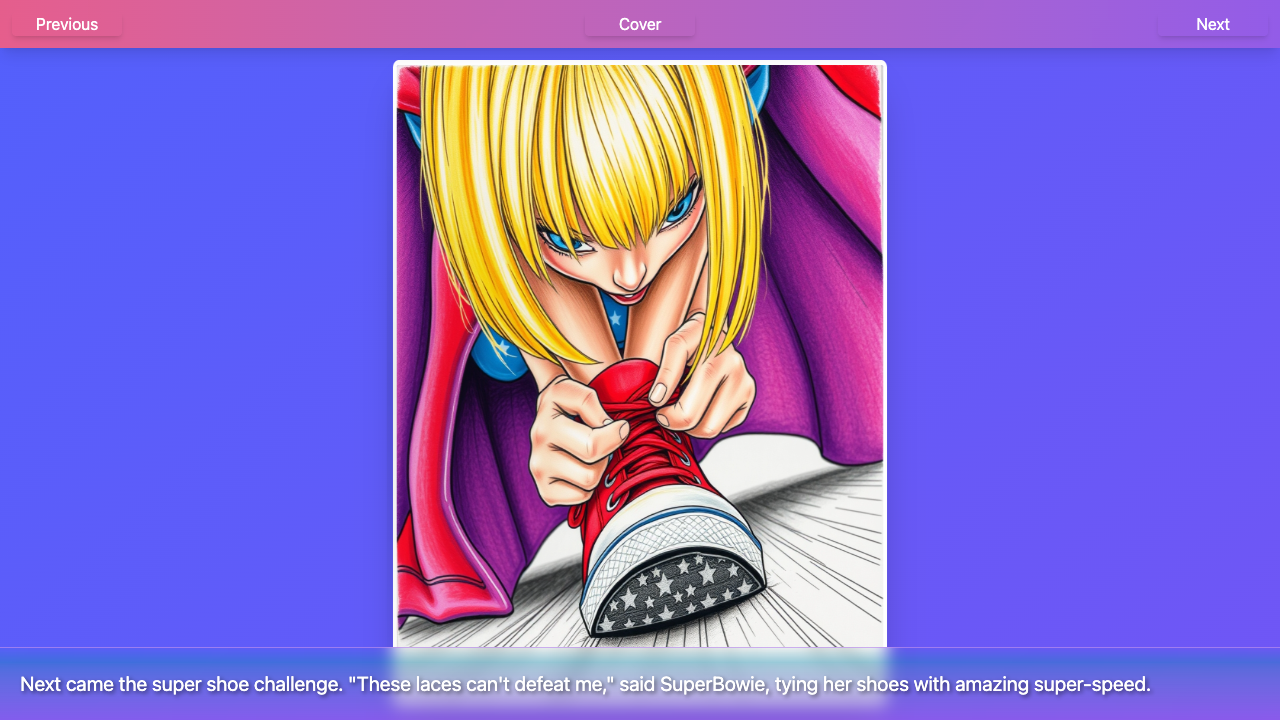 Previous
Cover
Next
Next came the super shoe challenge. "These laces can't defeat me," said SuperBowie, tying her shoes with amazing super-speed.